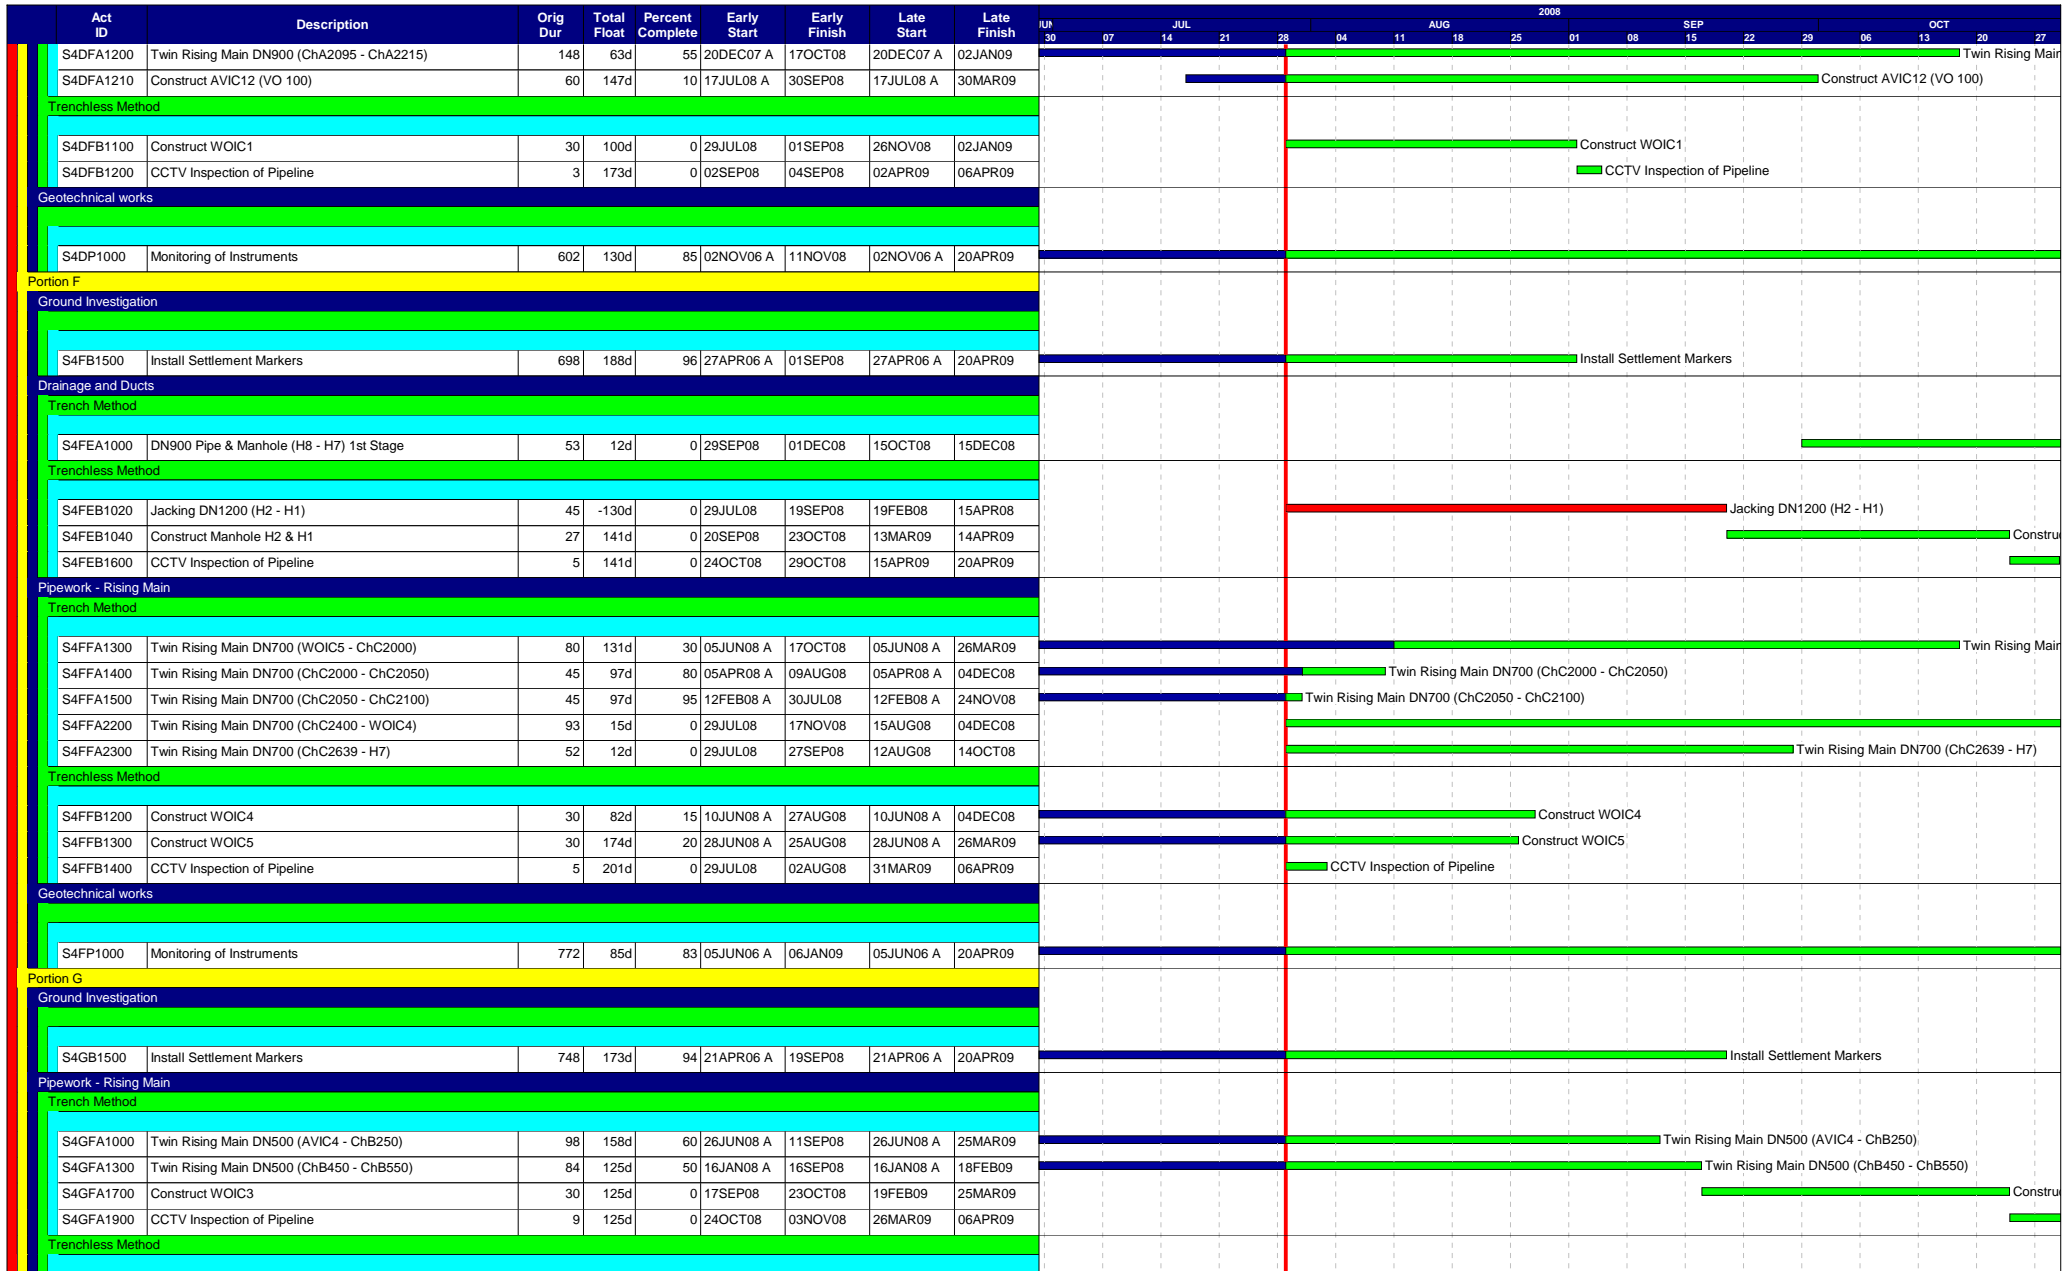 Act ID Description Orig Dur Total Float Percent Complete Early Start Early Finish Late Start Late Finish
2008
JUN JUL AUG SEP OCT
30 07 14 21 28 04 11 18 25 01 08 15 22 29 06 13 20 27
S4DFA1200 Twin Rising Main DN900 (ChA2095 - ChA2215) 148 63d 55 20DEC07 A 17OCT08 20DEC07 A 02JAN09 Twin Rising Main
S4DFA1210 Construct AVIC12 (VO 100) 60 147d 10 17JUL08 A 30SEP08 17JUL08 A 30MAR09 Construct AVIC12 (VO 100)
Trenchless Method
S4DFB1100 Construct WOIC1 30 100d 0 29JUL08 01SEP08 26NOV08 02JAN09 Construct WOIC1
S4DFB1200 CCTV Inspection of Pipeline 3 173d 0 02SEP08 04SEP08 02APR09 06APR09 CCTV Inspection of Pipeline
Geotechnical works
S4DP1000 Monitoring of Instruments 602 130d 85 02NOV06 A 11NOV08 02NOV06 A 20APR09
Portion F
Ground Investigation
S4FB1500 Install Settlement Markers 698 188d 96 27APR06 A 01SEP08 27APR06 A 20APR09 Install Settlement Markers
Drainage and Ducts
Trench Method
S4FEA1000 DN900 Pipe & Manhole (H8 - H7) 1st Stage 53 12d 0 29SEP08 01DEC08 15OCT08 15DEC08
Trenchless Method
S4FEB1020 Jacking DN1200 (H2 - H1) 45 -130d 0 29JUL08 19SEP08 19FEB08 15APR08 Jacking DN1200 (H2 - H1)
S4FEB1040 Construct Manhole H2 & H1 27 141d 0 20SEP08 23OCT08 13MAR09 14APR09 Constru
S4FEB1600 CCTV Inspection of Pipeline 5 141d 0 24OCT08 29OCT08 15APR09 20APR09
Pipework - Rising Main
Trench Method
S4FFA1300 Twin Rising Main DN700 (WOIC5 - ChC2000) 80 131d 30 05JUN08 A 17OCT08 05JUN08 A 26MAR09 Twin Rising Main
S4FFA1400 Twin Rising Main DN700 (ChC2000 - ChC2050) 45 97d 80 05APR08 A 09AUG08 05APR08 A 04DEC08 Twin Rising Main DN700 (ChC2000 - ChC2050)
S4FFA1500 Twin Rising Main DN700 (ChC2050 - ChC2100) 45 97d 95 12FEB08 A 30JUL08 12FEB08 A 24NOV08 Twin Rising Main DN700 (ChC2050 - ChC2100)
S4FFA2200 Twin Rising Main DN700 (ChC2400 - WOIC4) 93 15d 0 29JUL08 17NOV08 15AUG08 04DEC08
S4FFA2300 Twin Rising Main DN700 (ChC2639 - H7) 52 12d 0 29JUL08 27SEP08 12AUG08 14OCT08 Twin Rising Main DN700 (ChC2639 - H7)
Trenchless Method
S4FFB1200 Construct WOIC4 30 82d 15 10JUN08 A 27AUG08 10JUN08 A 04DEC08 Construct WOIC4
S4FFB1300 Construct WOIC5 30 174d 20 28JUN08 A 25AUG08 28JUN08 A 26MAR09 Construct WOIC5
S4FFB1400 CCTV Inspection of Pipeline 5 201d 0 29JUL08 02AUG08 31MAR09 06APR09 CCTV Inspection of Pipeline
Geotechnical works
S4FP1000 Monitoring of Instruments 772 85d 83 05JUN06 A 06JAN09 05JUN06 A 20APR09
Portion G
Ground Investigation
S4GB1500 Install Settlement Markers 748 173d 94 21APR06 A 19SEP08 21APR06 A 20APR09 Install Settlement Markers
Pipework - Rising Main
Trench Method
S4GFA1000 Twin Rising Main DN500 (AVIC4 - ChB250) 98 158d 60 26JUN08 A 11SEP08 26JUN08 A 25MAR09 Twin Rising Main DN500 (AVIC4 - ChB250)
S4GFA1300 Twin Rising Main DN500 (ChB450 - ChB550) 84 125d 50 16JAN08 A 16SEP08 16JAN08 A 18FEB09 Twin Rising Main DN500 (ChB450 - ChB550)
S4GFA1700 Construct WOIC3 30 125d 0 17SEP08 23OCT08 19FEB09 25MAR09 Constru
S4GFA1900 CCTV Inspection of Pipeline 9 125d 0 24OCT08 03NOV08 26MAR09 06APR09
Trenchless Method